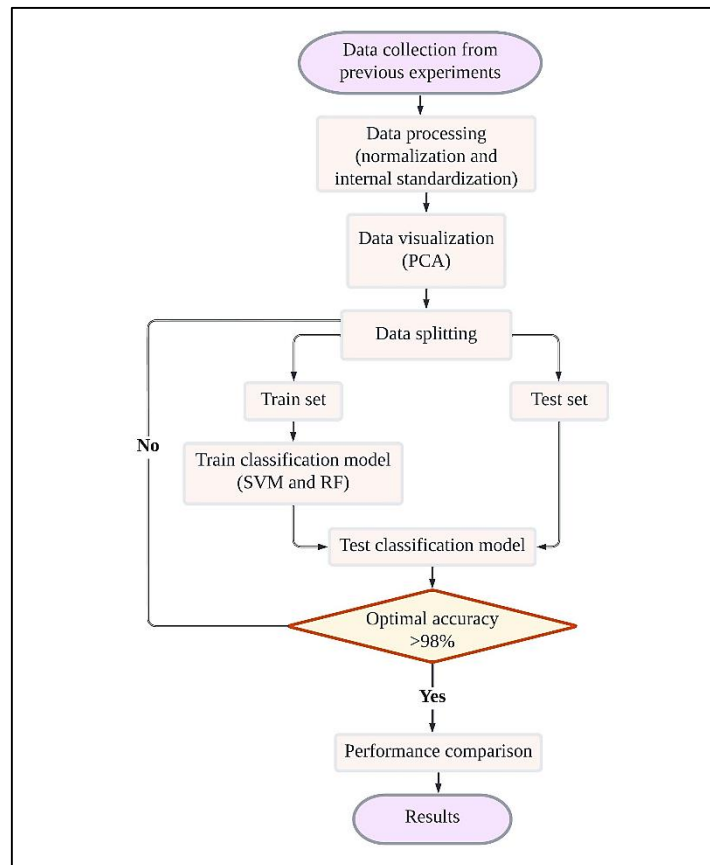 Data collection from
previous experiments
Data processing
(normalization and
internal standardization)
Data visualization
(PCA)
Data splitting
Train set
Test set
No
Train classification model
(SVM and RF)
Test classification model
Optimal accuracy
>98%
Yes
Performance comparison
Results